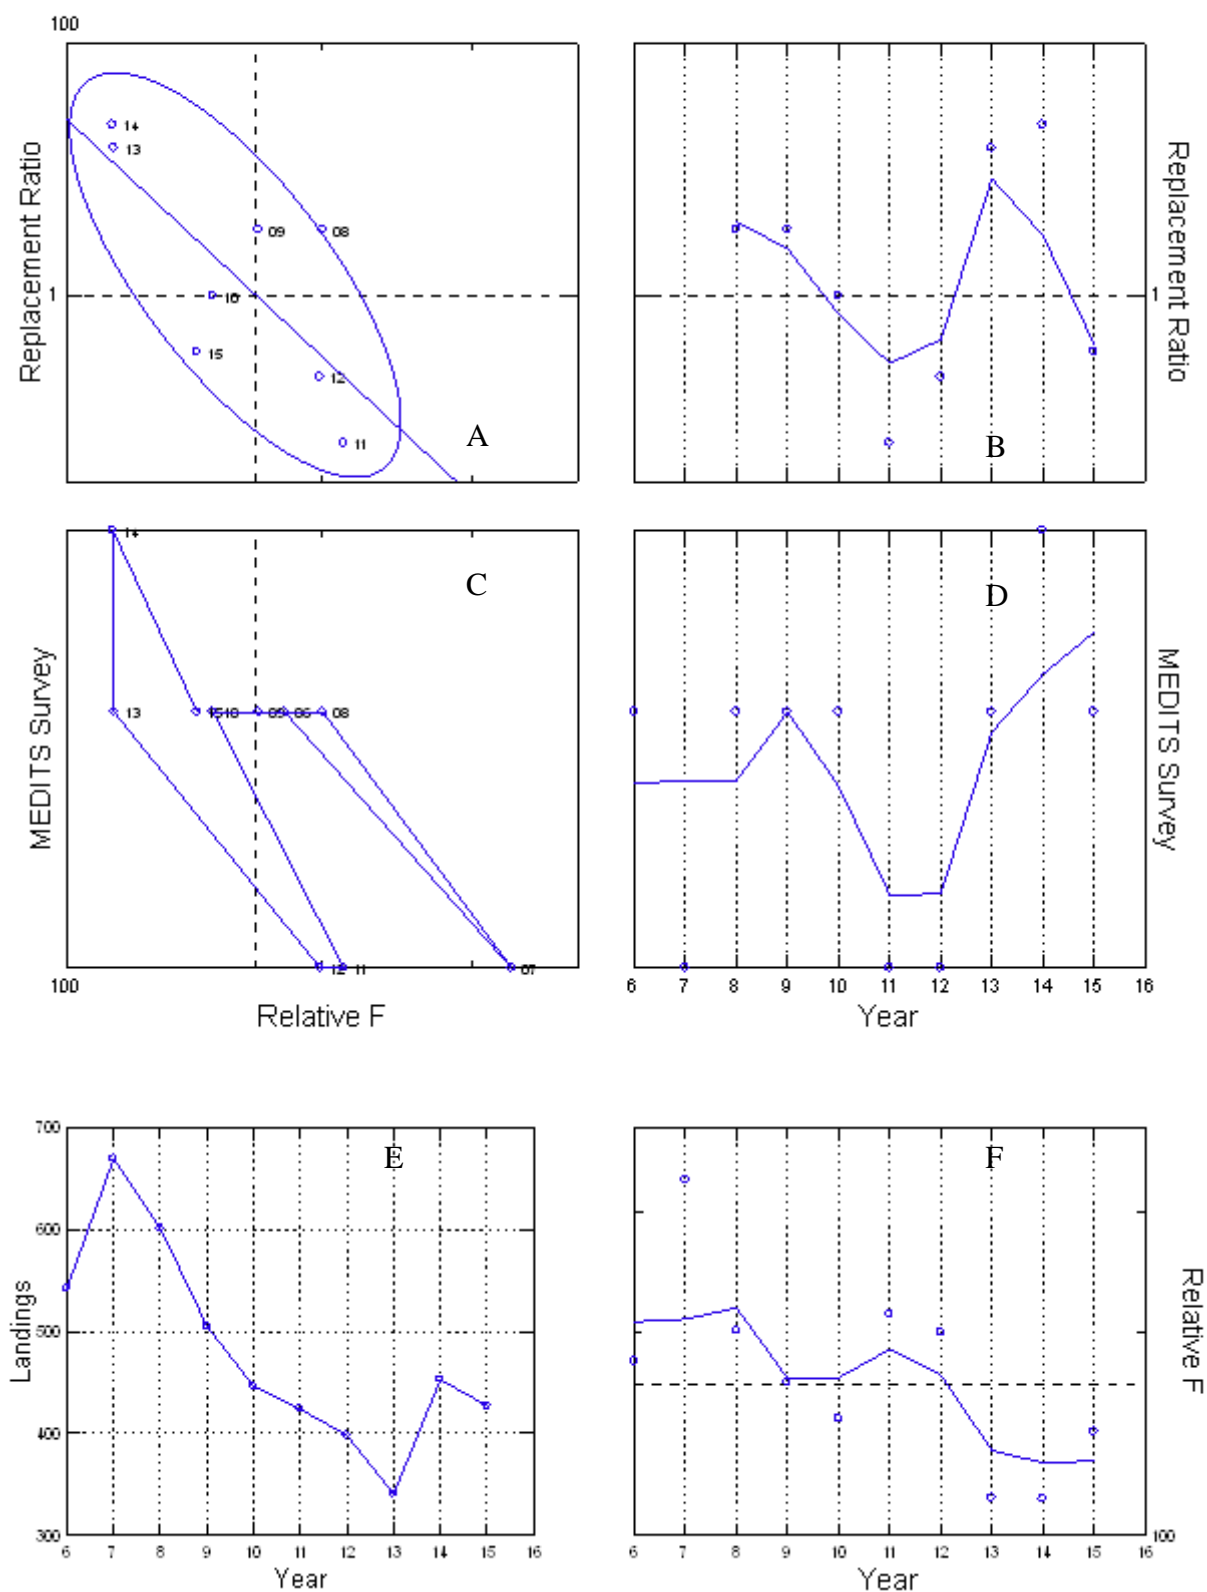 100
Replacement Ratio
1
14
13
09
08
10
15
12
11
A
B
1
Replacement Ratio
MEDITS Survey
14
13
15 10 09 06 08
12 11 07
C
100
Relative F
D
MEDITS Survey
6 7 8 9 10 11 12 13 14 15 16
Year
700
600
500
400
300
Landings
E
6 7 8 9 10 11 12 13 14 15 16
Year
F
Relative F
100
6 7 8 9 10 11 12 13 14 15 16
Year